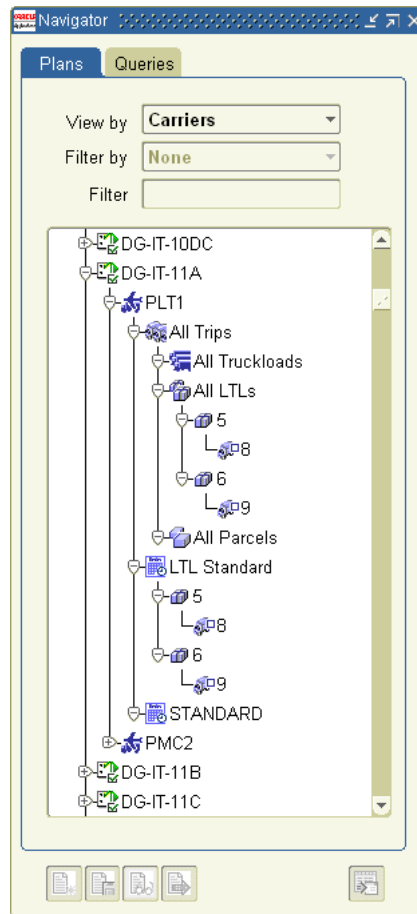 ORACLE
Applications
Navigator
Plans
Queries
View by
Carriers
Filter by
None
Filter
DG-IT-10DC
DG-IT-11A
PLT1
All Trips
All Truckloads
All LTLs
5
8
6
9
All Parcels
LTL Standard
5
8
6
9
STANDARD
PMC2
DG-IT-11B
DG-IT-11C